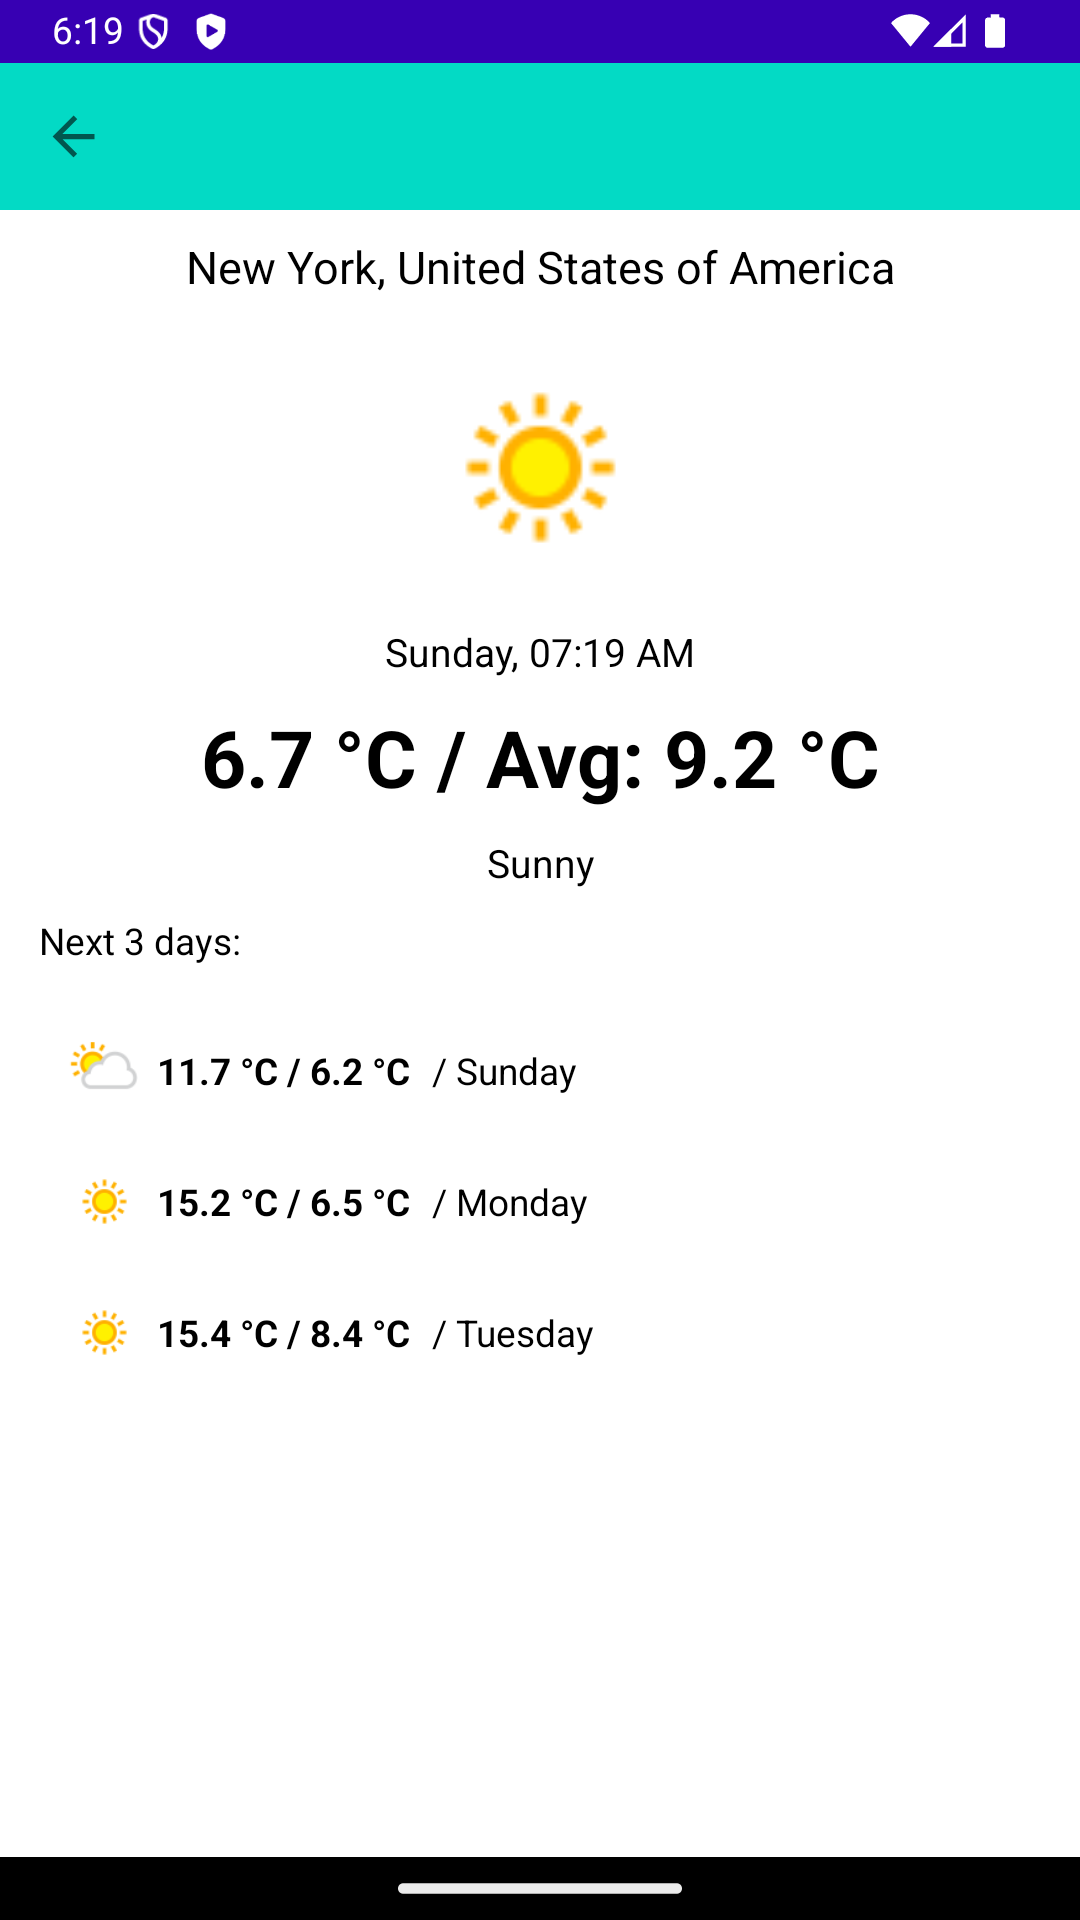 6:19
New York, United States of America
Sunday, 07:19 AM
6.7 °C / Avg: 9.2 °C
Sunny
Next 3 days:
11.7 °C / 6.2 °C / Sunday
15.2 °C / 6.5 °C / Monday
15.4 °C / 8.4 °C / Tuesday